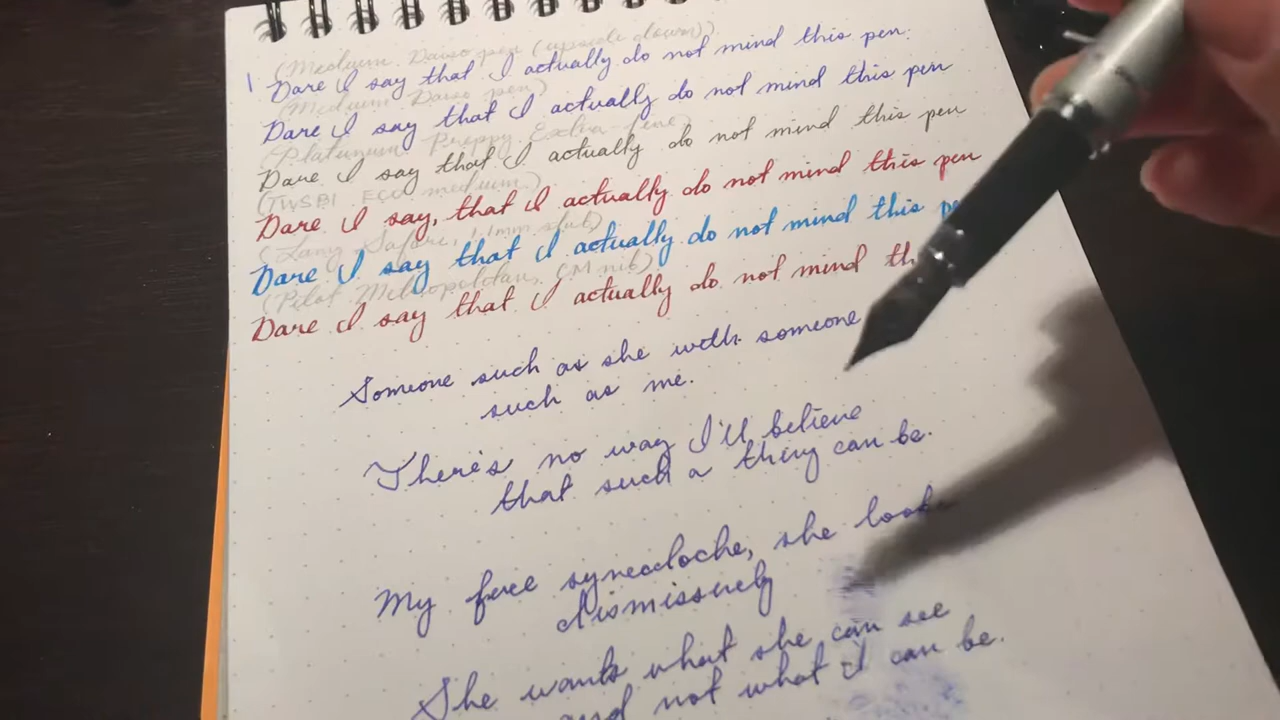 (Medium Daiso pen (upside down))
1 Dare I say that I actually do not mind this pen.
(Medium Daiso pen)
Dare I say that I actually do not mind this pen
(Platunum Preppy Extra-fine)
Dare I say that I actually do not mind this pen
(TWSBI ECO medium)
Dare I say, that I actually do not mind this pen
(Lamy Safari, 1.1mm stub)
Dare I say that I actually do not mind this
(Pilot Metropolitan, (M nib)
Dare I say that I actually do not mind
Someone such as she with someone
such as me.
There's no way I'll believe
that such a thing can be.
My face synecdoche, she looks
dismissively
She wants what she can see
and not what I can be.